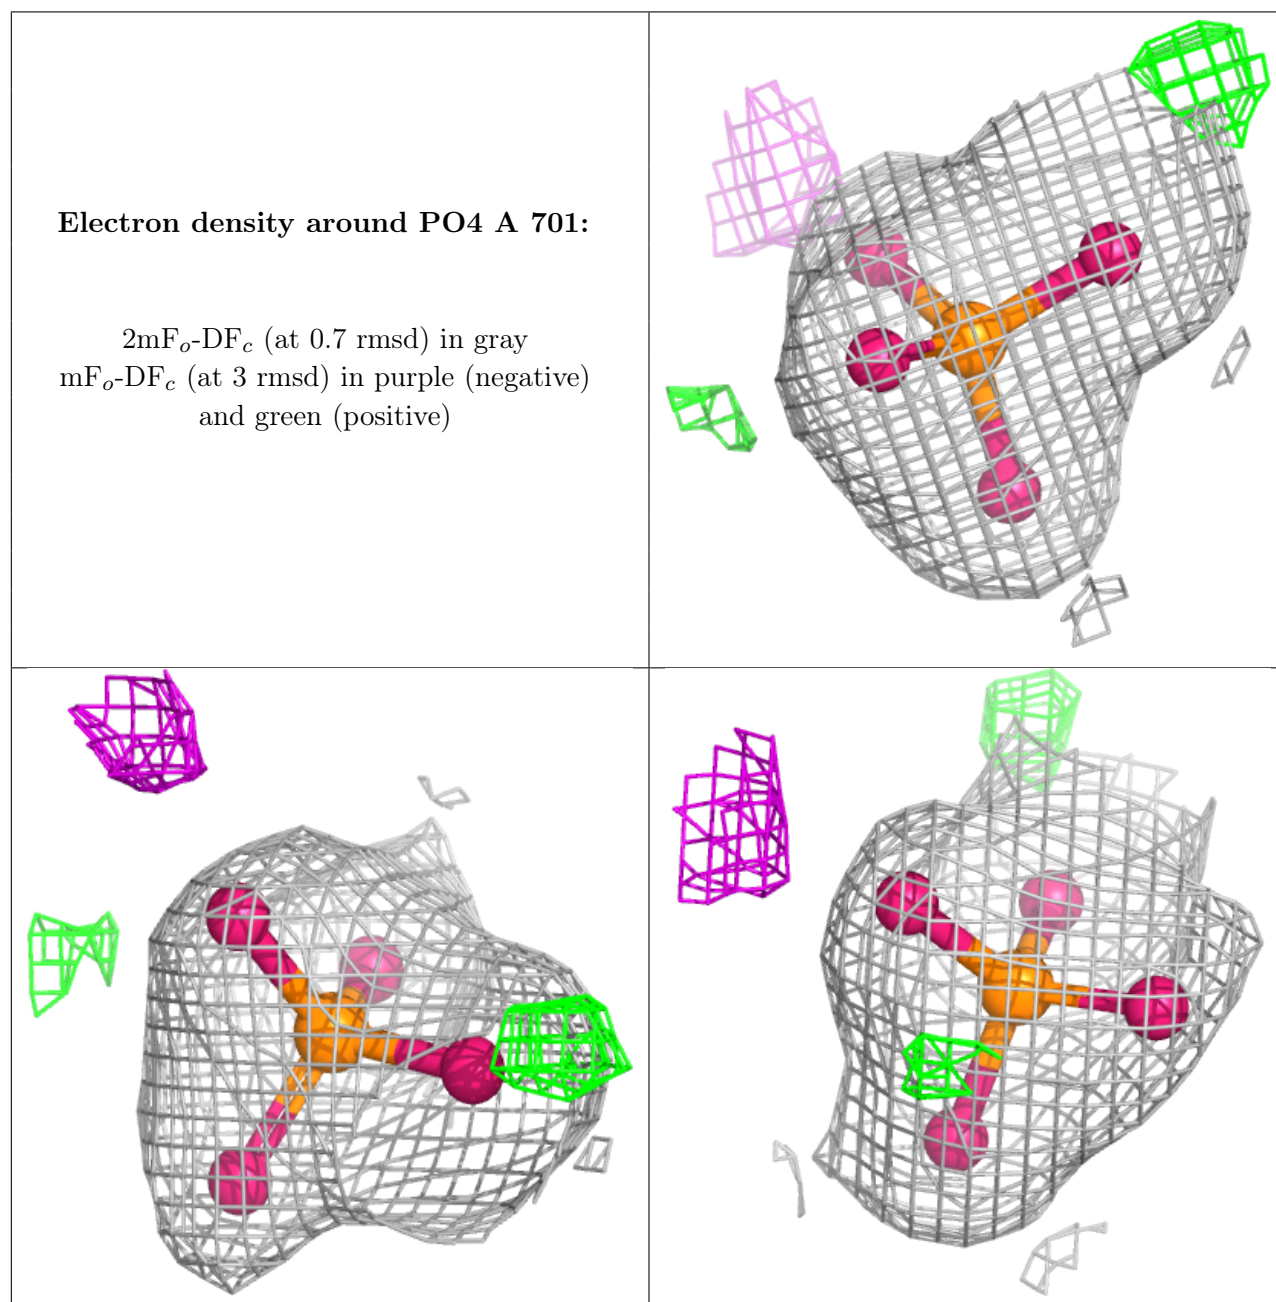 Electron density around PO4 A 701:
2mFo-DFc (at 0.7 rmsd) in gray
mFo-DFc (at 3 rmsd) in purple (negative)
and green (positive)